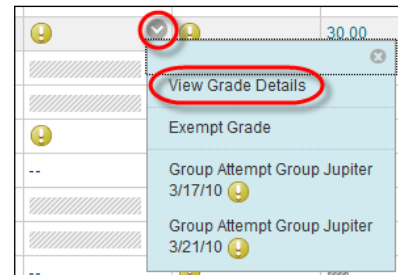 30.00
View Grade Details
Exempt Grade
--
Group Attempt Group Jupiter
3/17/10
Group Attempt Group Jupiter
3/21/10
--